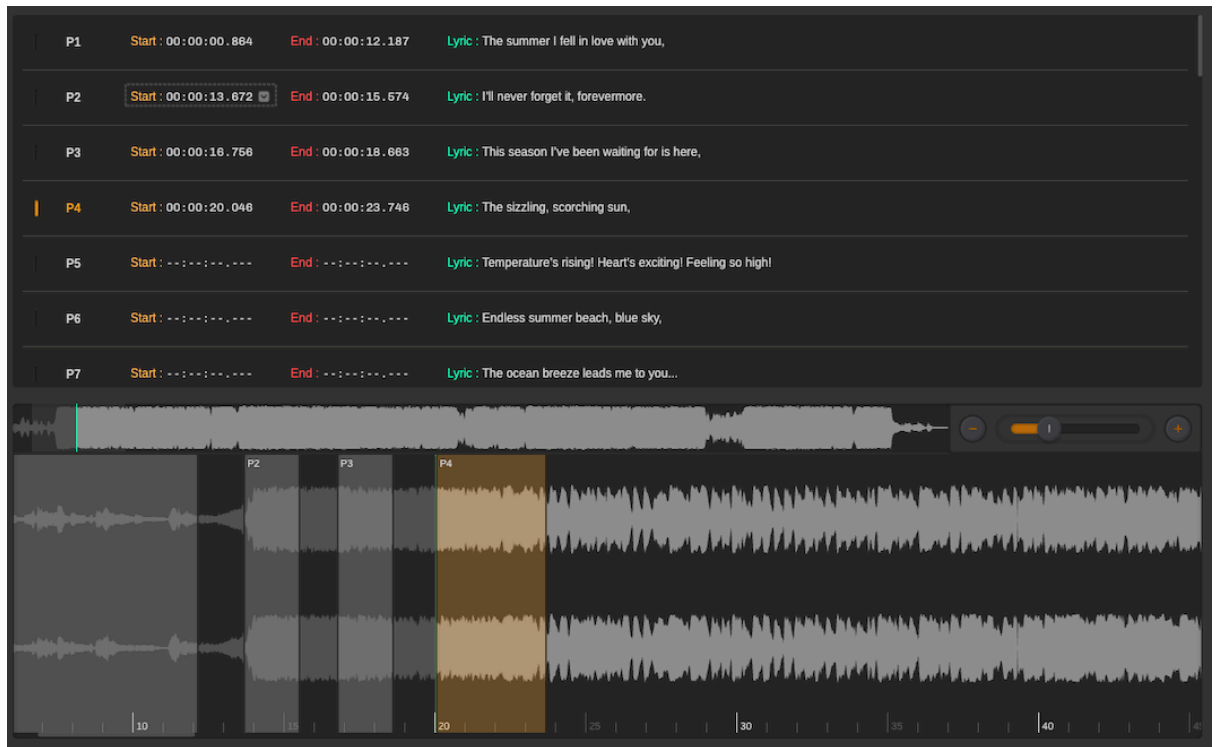 P1 Start : 00:00:00.864 End : 00:00:12.187 Lyric : The summer I fell in love with you,
P2 Start : 00:00:13.672 End : 00:00:15.574 Lyric : I'll never forget it, forevermore.
P3 Start : 00:00:16.756 End : 00:00:18.663 Lyric : This season I've been waiting for is here,
P4 Start : 00:00:20.046 End : 00:00:23.746 Lyric : The sizzling, scorching sun,
P5 Start : --:--:--.--- End : --:--:--.--- Lyric : Temperature's rising! Heart's exciting! Feeling so high!
P6 Start : --:--:--.--- End : --:--:--.--- Lyric : Endless summer beach, blue sky,
P7 Start : --:--:--.--- End : --:--:--.--- Lyric : The ocean breeze leads me to you...
P2 P3 P4
10 15 20 25 30 35 40